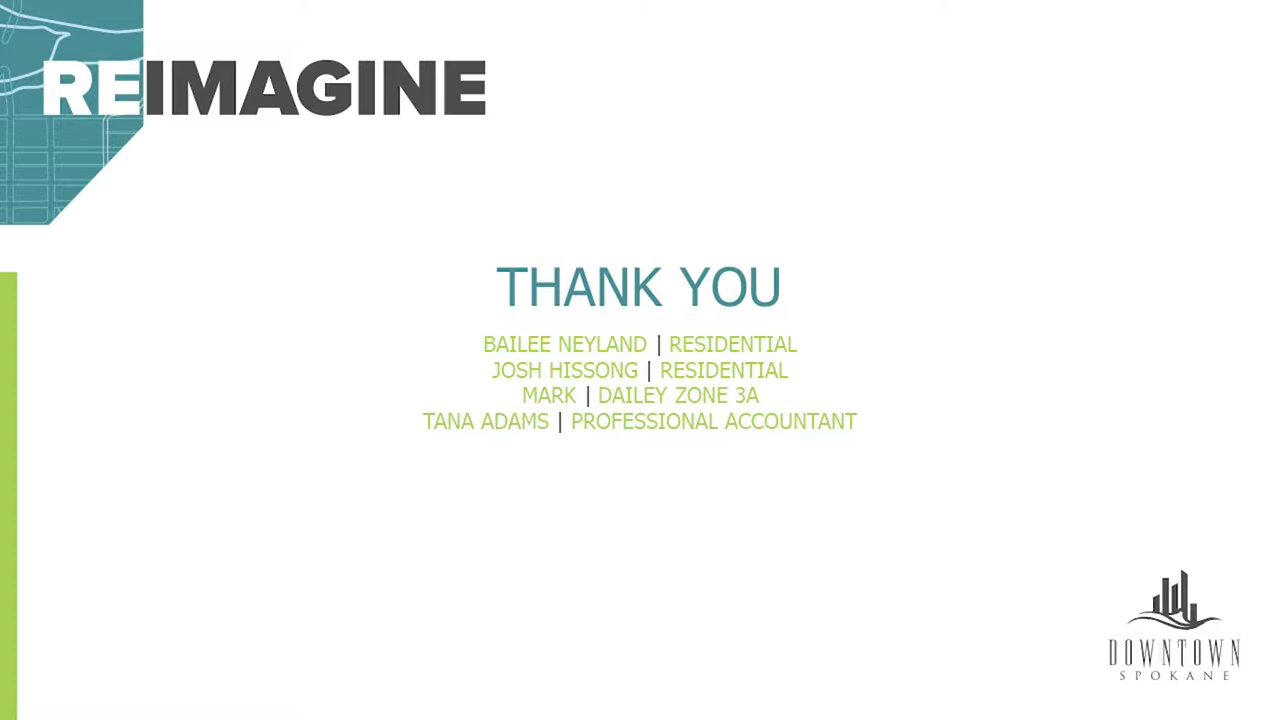 REIMAGINE
THANK YOU
BAILEE NEYLAND | RESIDENTIAL
JOSH HISSONG | RESIDENTIAL
MARK | DAILEY ZONE 3A
TANA ADAMS | PROFESSIONAL ACCOUNTANT
DOWNTOWN
SPOKANE